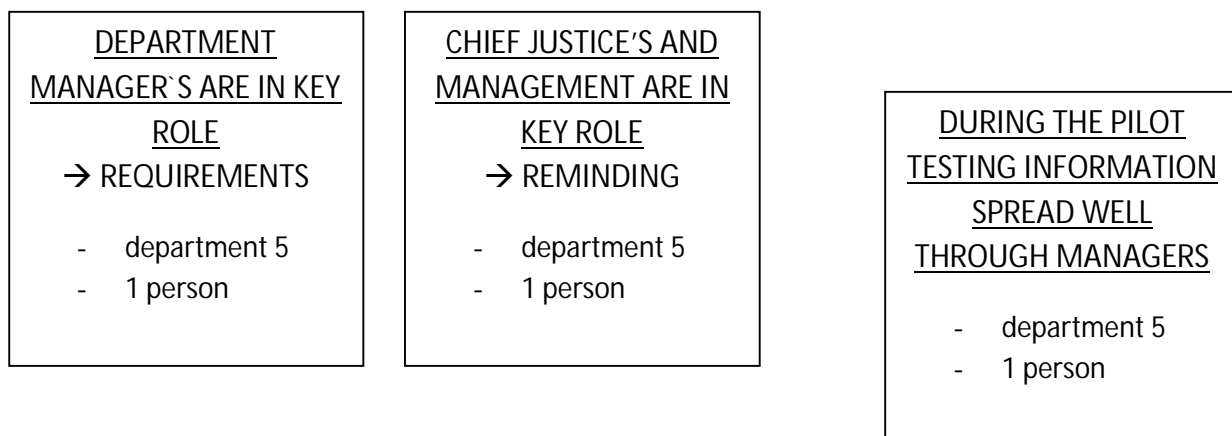 DEPARTMENT
MANAGER`S ARE IN KEY
ROLE
→ REQUIREMENTS
- department 5
- 1 person
CHIEF JUSTICE'S AND
MANAGEMENT ARE IN
KEY ROLE
→ REMINDING
- department 5
- 1 person
DURING THE PILOT
TESTING INFORMATION
SPREAD WELL
THROUGH MANAGERS
- department 5
- 1 person